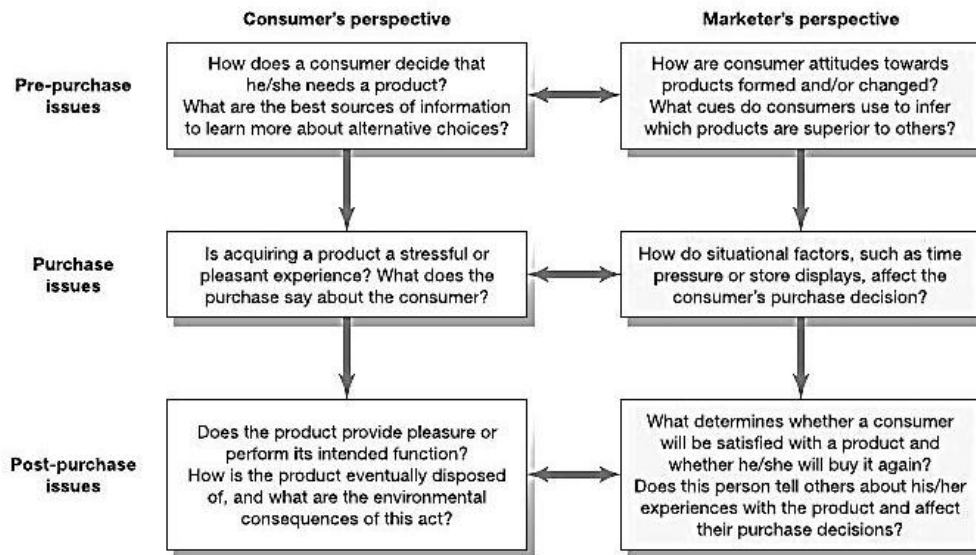 Consumer's perspective
Marketer's perspective
Pre-purchase
issues
How does a consumer decide that
he/she needs a product?
What are the best sources of information
to learn more about alternative choices?
How are consumer attitudes towards
products formed and/or changed?
What cues do consumers use to infer
which products are superior to others?
Purchase
issues
Is acquiring a product a stressful or
pleasant experience? What does the
purchase say about the consumer?
How do situational factors, such as time
pressure or store displays, affect the
consumer's purchase decision?
Post-purchase
issues
Does the product provide pleasure or
perform its intended function?
How is the product eventually disposed
of, and what are the environmental
consequences of this act?
What determines whether a consumer
will be satisfied with a product and
whether he/she will buy it again?
Does this person tell others about his/her
experiences with the product and affect
their purchase decisions?